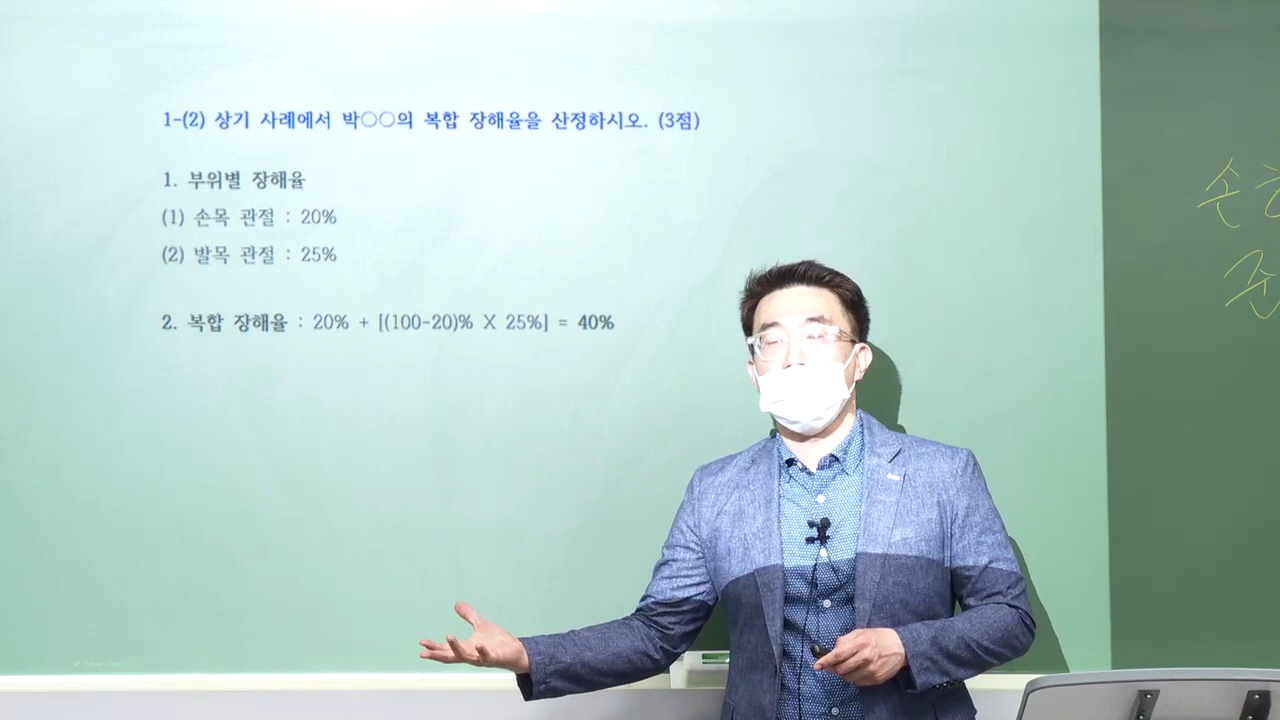 1-(2) 상기 사례에서 박○○의 복합 장해율을 산정하시오. (3점)
1. 부위별 장해율
(1) 손목 관절 : 20%
(2) 발목 관절 : 25%
2. 복합 장해율 : 20% + [(100-20)% X 25%] = 40%
손
준